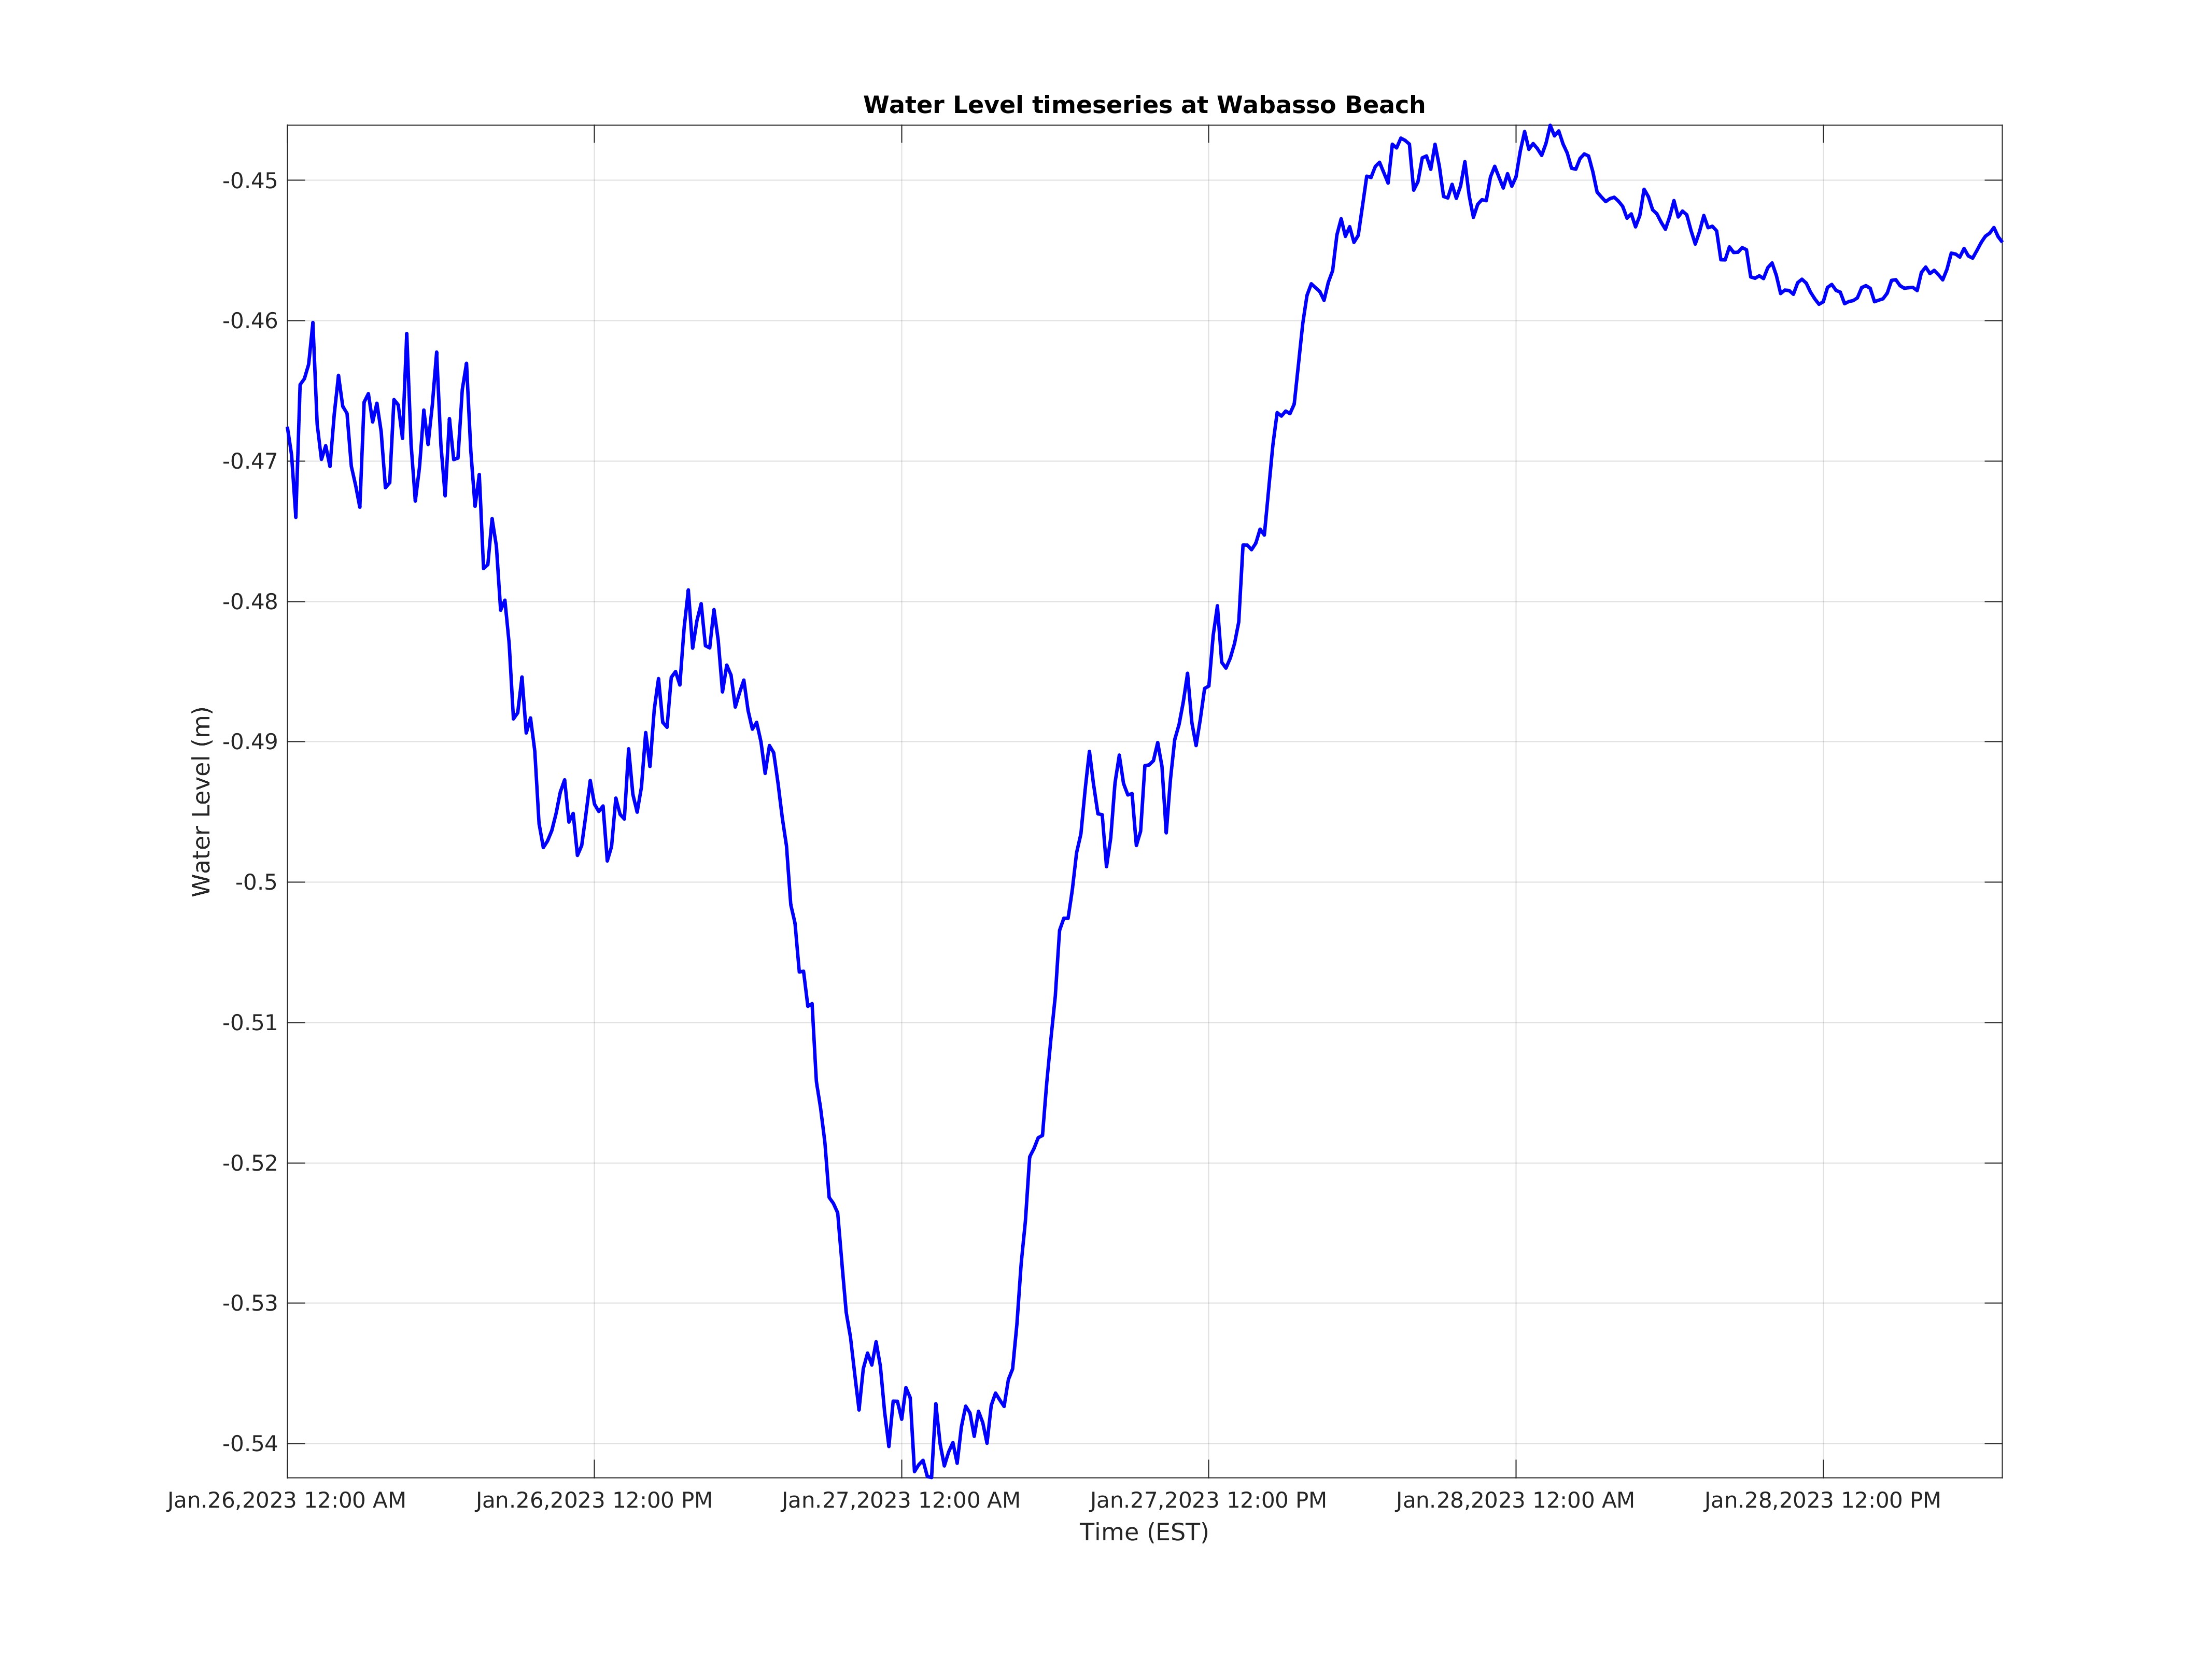 Water Level timeseries at Wabasso Beach
-0.45
-0.46
-0.47
-0.48
-0.49
-0.5
-0.51
-0.52
-0.53
-0.54
Water Level (m)
Jan.26,2023 12:00 AM
Jan.26,2023 12:00 PM
Jan.27,2023 12:00 AM
Jan.27,2023 12:00 PM
Jan.28,2023 12:00 AM
Jan.28,2023 12:00 PM
Time (EST)